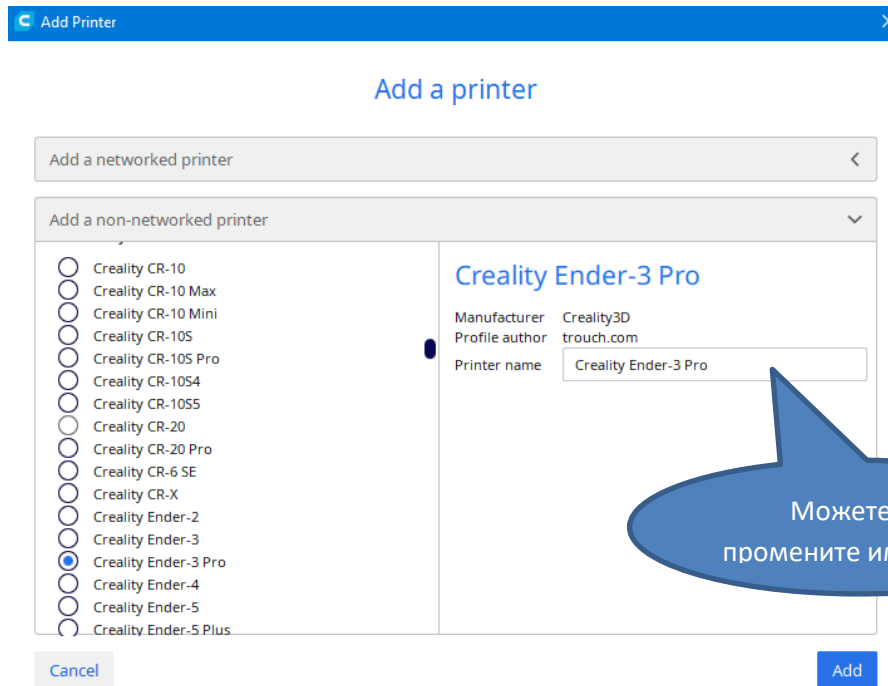 Add Printer
Add a printer
Add a networked printer
Add a non-networked printer
Creality CR-10
Creality CR-10 Max
Creality CR-10 Mini
Creality CR-10S
Creality CR-10S Pro
Creality CR-10S4
Creality CR-10S5
Creality CR-20
Creality CR-20 Pro
Creality CR-6 SE
Creality CR-X
Creality Ender-2
Creality Ender-3
Creality Ender-3 Pro
Creality Ender-4
Creality Ender-5
Creality Ender-5 Plus
Creality Ender-3 Pro
Manufacturer Creality3D
Profile author trouch.com
Printer name Creality Ender-3 Pro
Можете
промените
Cancel
Add